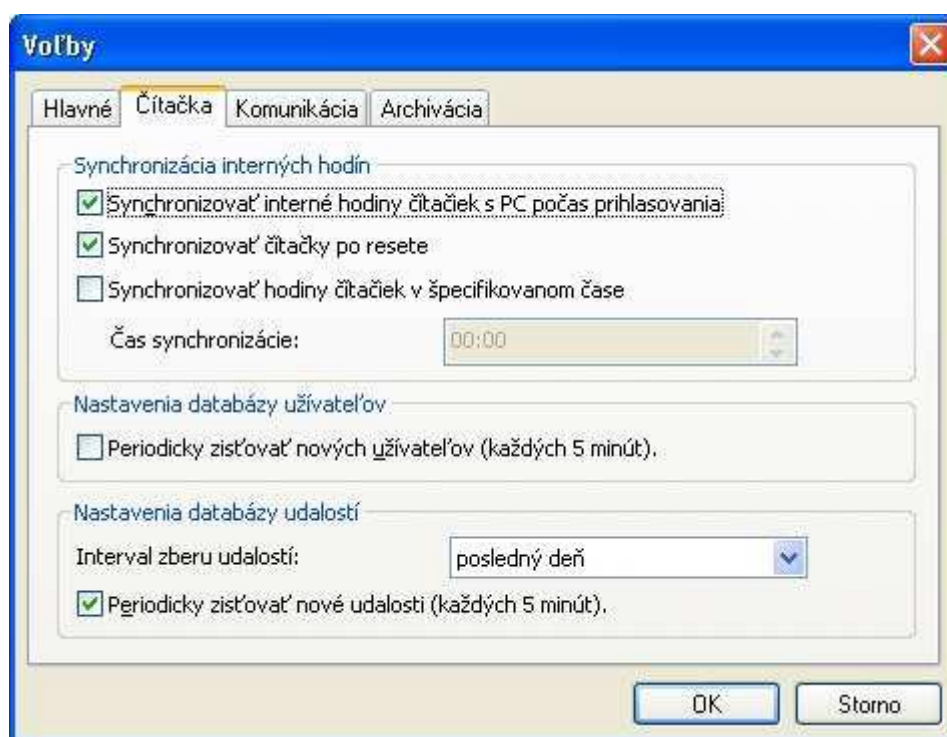 Voľby
Hlavné Čítačka Komunikácia Archivácia
Synchronizácia interných hodín
Synchronizovať interné hodiny čítačiek s PC počas prihlasovania
Synchronizovať čítačky po resete
Synchronizovať hodiny čítačiek v špecifikovanom čase
Čas synchronizácie: 00:00
Nastavenia databázy užívateľov
Periodicky zisťovať nových užívateľov (každých 5 minút).
Nastavenia databázy udalostí
Interval zberu udalostí: posledný deň
Periodicky zisťovať nové udalosti (každých 5 minút).
OK Storno